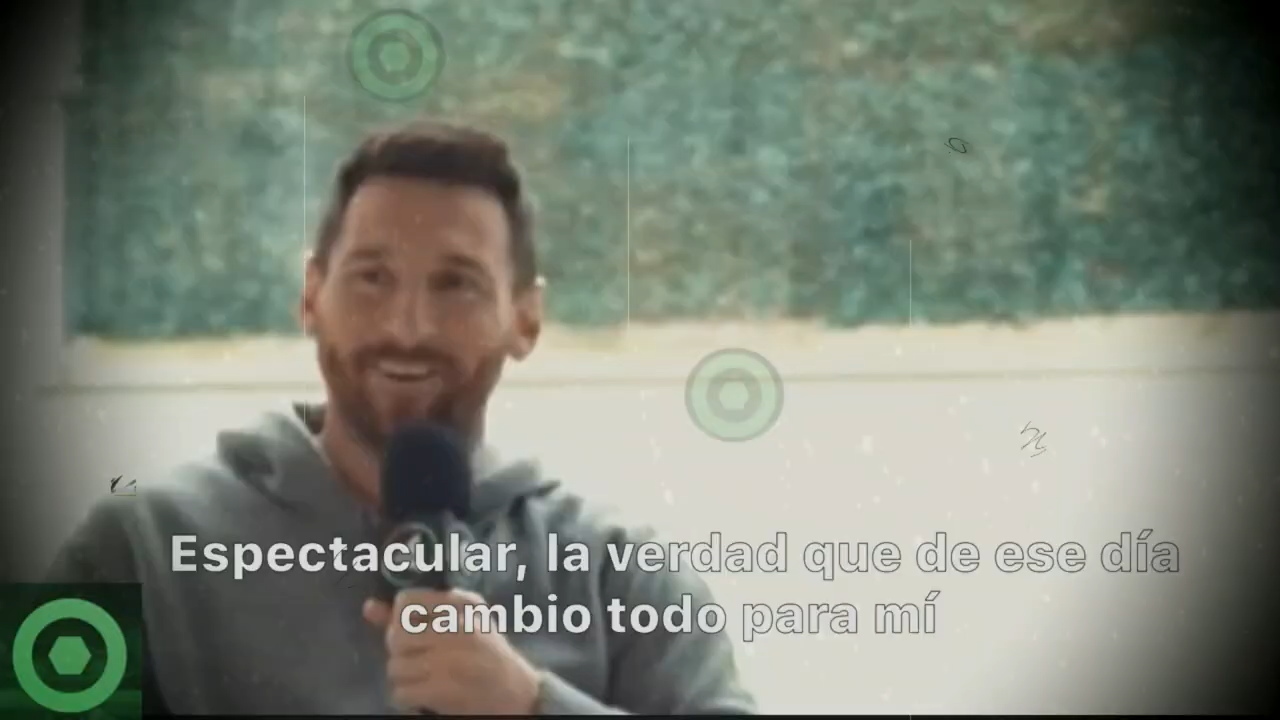 Espectacular, la verdad que de ese día
cambio todo para mí